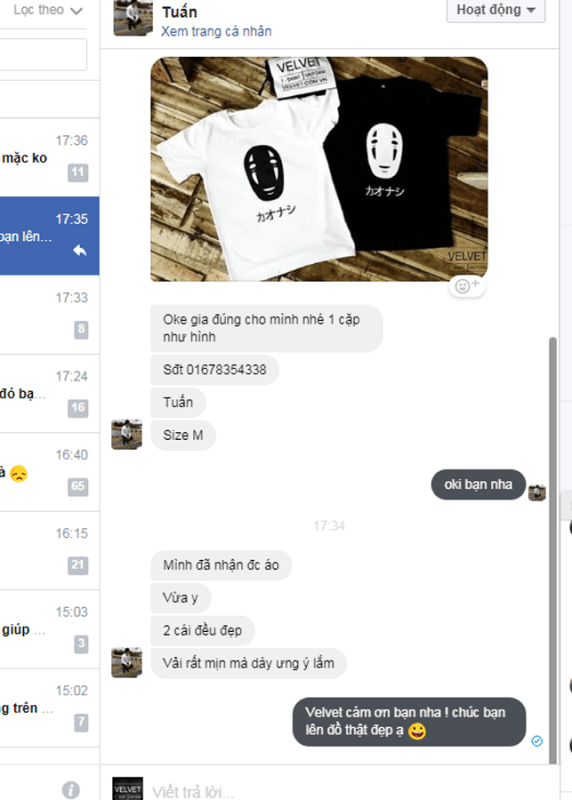 Lọc theo
Tuấn
Xem trang cá nhân
Hoạt động
17:36
mặc ko
11
17:35
bạn lên...
17:33
8
17:24
đó bạ...
16
16:40
65
16:15
21
15:03
giúp ...
3
15:02
g trên ...
7
VELVET
T-SHIRT UNIFORM
VELVET.COM.VN
カオナシ
カオナシ
VELVET
Oke gia đúng cho mình nhé 1 cặp
như hình
Sđt 01678354338
Tuấn
Size M
oki bạn nha
17:34
Mình đã nhận đc áo
Vừa y
2 cái đều đẹp
Vải rất mịn mà dày ưng ý lắm
Velvet cám ơn bạn nha ! chúc bạn
lên đồ thật đẹp ạ 😀
VELVET
Viết trả lời...